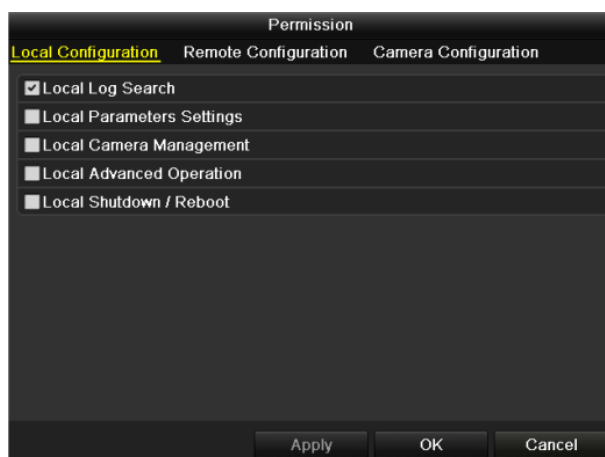 Permission
Local Configuration Remote Configuration Camera Configuration
Local Log Search
Local Parameters Settings
Local Camera Management
Local Advanced Operation
Local Shutdown / Reboot
Apply OK Cancel